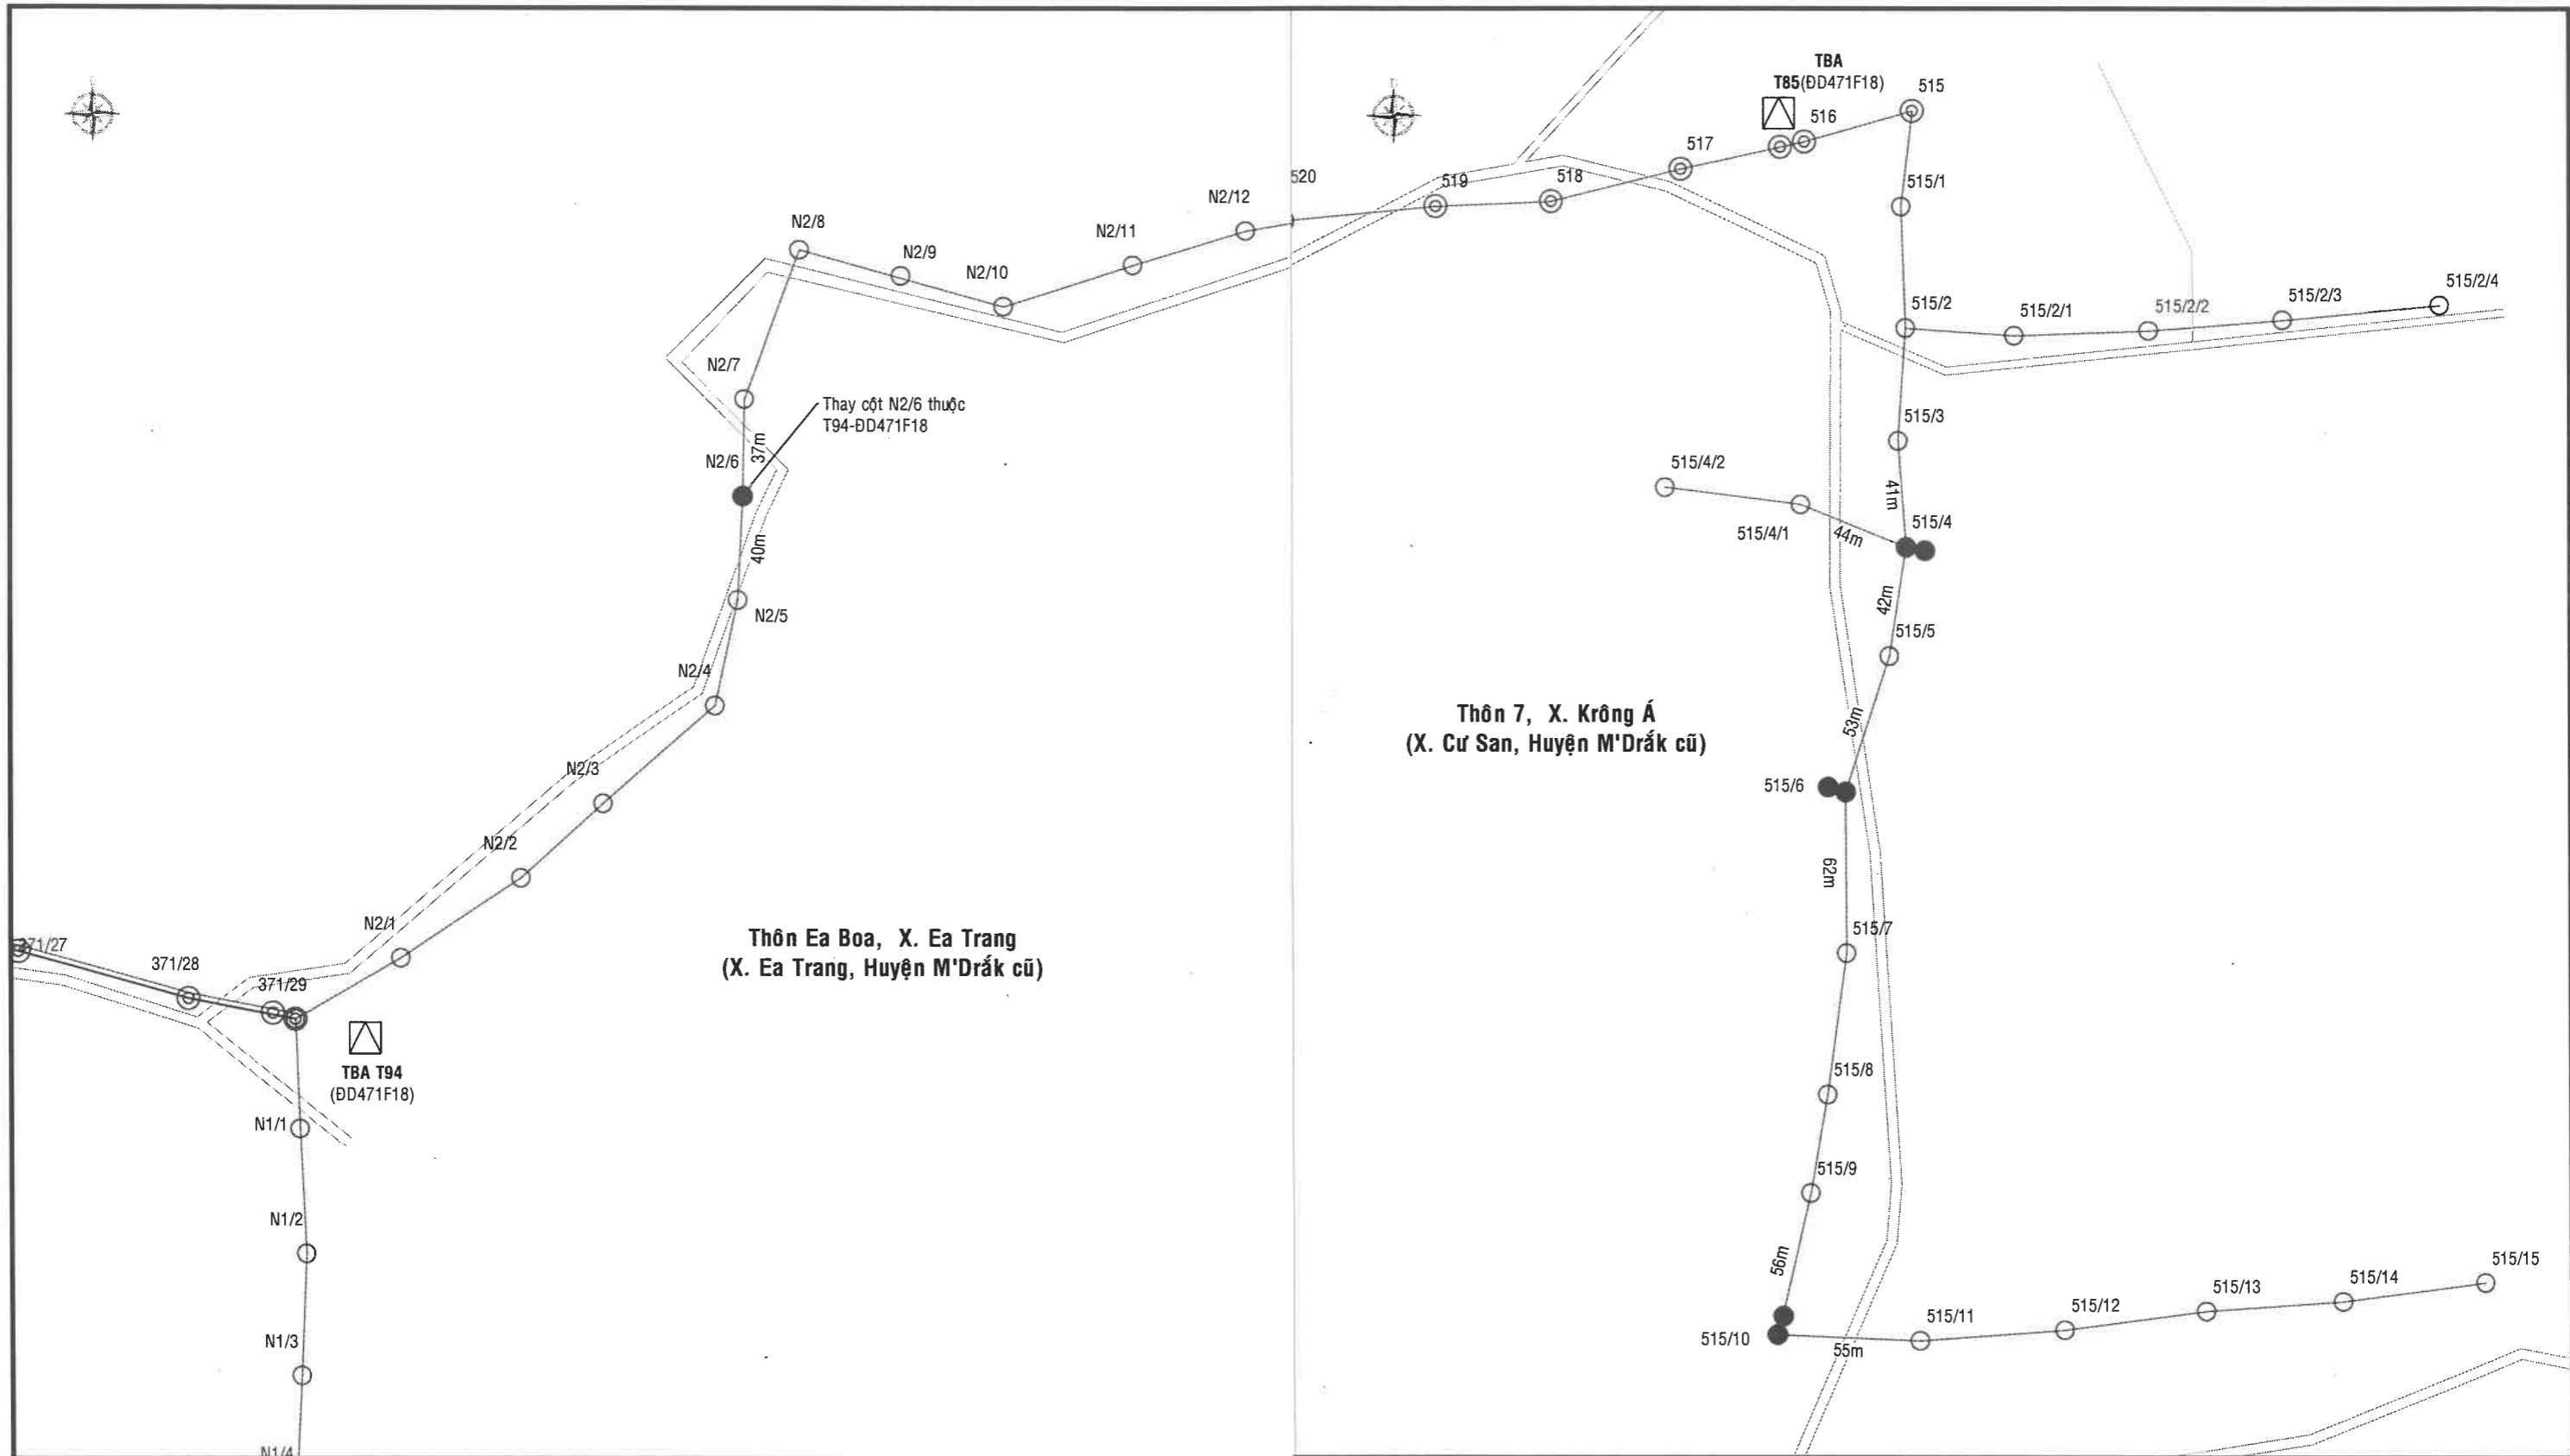 N2/8
N2/9
N2/10
N2/11
N2/12
N2/7
Thay cột N2/6 thuộc
T94-ĐD471F18
37m
N2/6
40m
N2/5
N2/4
N2/3
N2/2
N2/1
371/27
371/28
371/29
TBA T94
(ĐD471F18)
N1/1
N1/2
N1/3
N1/4
Thôn Ea Boa, X. Ea Trang
(X. Ea Trang, Huyện M'Drắk cũ)
TBA
T85(ĐD471F18)
515
516
517
518
519
520
515/1
515/2
515/2/1
515/2/2
515/2/3
515/2/4
515/3
41m
515/4/2
515/4/1
44m
515/4
42m
515/5
53m
Thôn 7, X. Krông Á
(X. Cư San, Huyện M'Drắk cũ)
515/6
62m
515/7
515/8
515/9
56m
515/10
55m
515/11
515/12
515/13
515/14
515/15